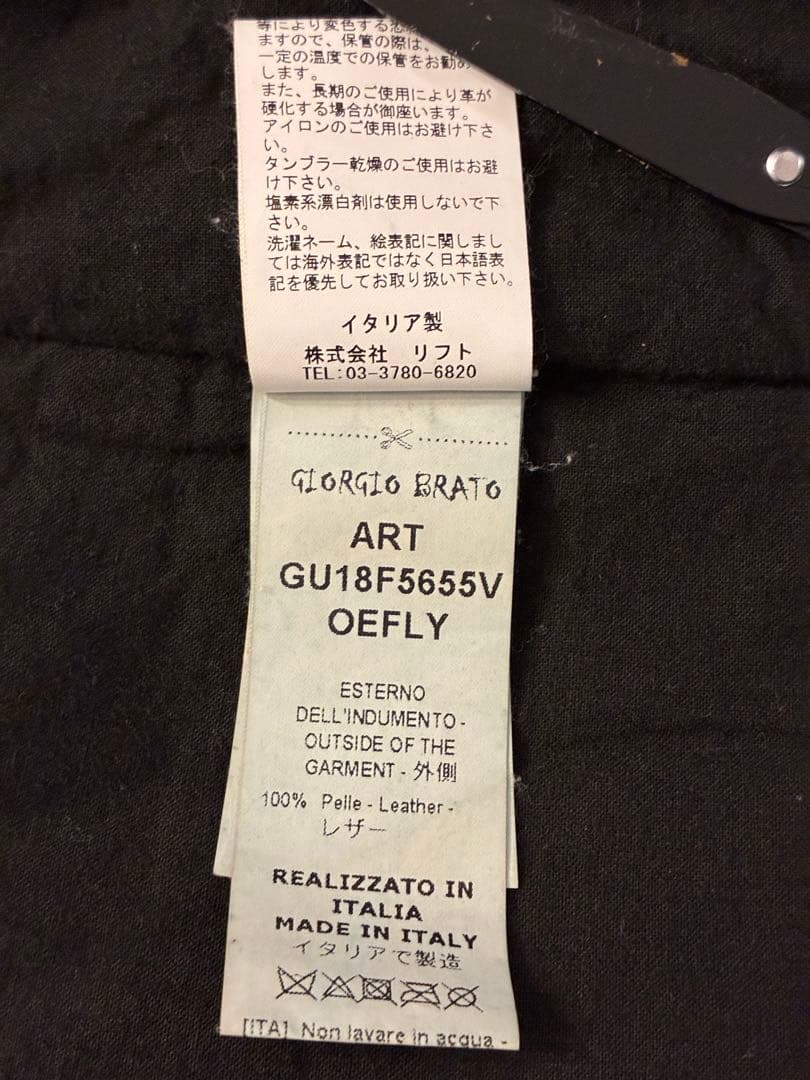 等により変色する恐
ますので、保管の際は、
一定の温度での保管をお勧め
します。
また、長期のご使用により革が
硬化する場合が御座います。
アイロンのご使用はお避け下さ
い。
タンブラー乾燥のご使用はお避
け下さい。
塩素系漂白剤は使用しないで下
さい。
洗濯ネーム、絵表記に関しまし
ては海外表記ではなく日本語表
記を優先してお取り扱い下さい。
イタリア製
株式会社 リフト
TEL:03-3780-6820
GIORGIO BRATO
ART
GU18F5655V
OEFLY
ESTERNO
DELL'INDUMENTO-
OUTSIDE OF THE
GARMENT - 外側
100% Pelle - Leather -
レザー
REALIZZATO IN
ITALIA
MADE IN ITALY
イタリアで製造
[ITA] Non lavare in acqua -